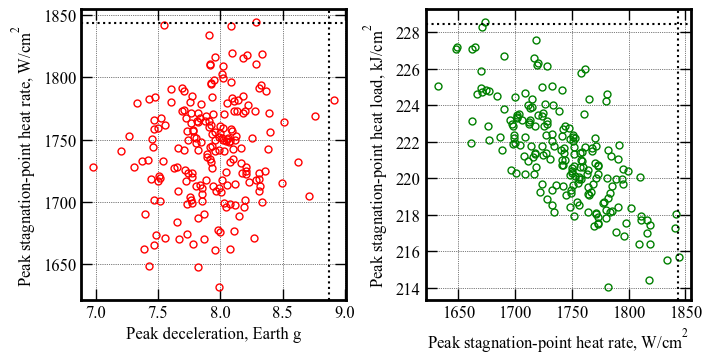 1850
1800
1750
1700
1650
7.0 7.5 8.0 8.5 9.0
Peak stagnation-point heat rate, W/cm²
Peak deceleration, Earth g
228
226
224
222
220
218
216
214
1650 1700 1750 1800 1850
Peak stagnation-point heat load, kJ/cm²
Peak stagnation-point heat rate, W/cm²